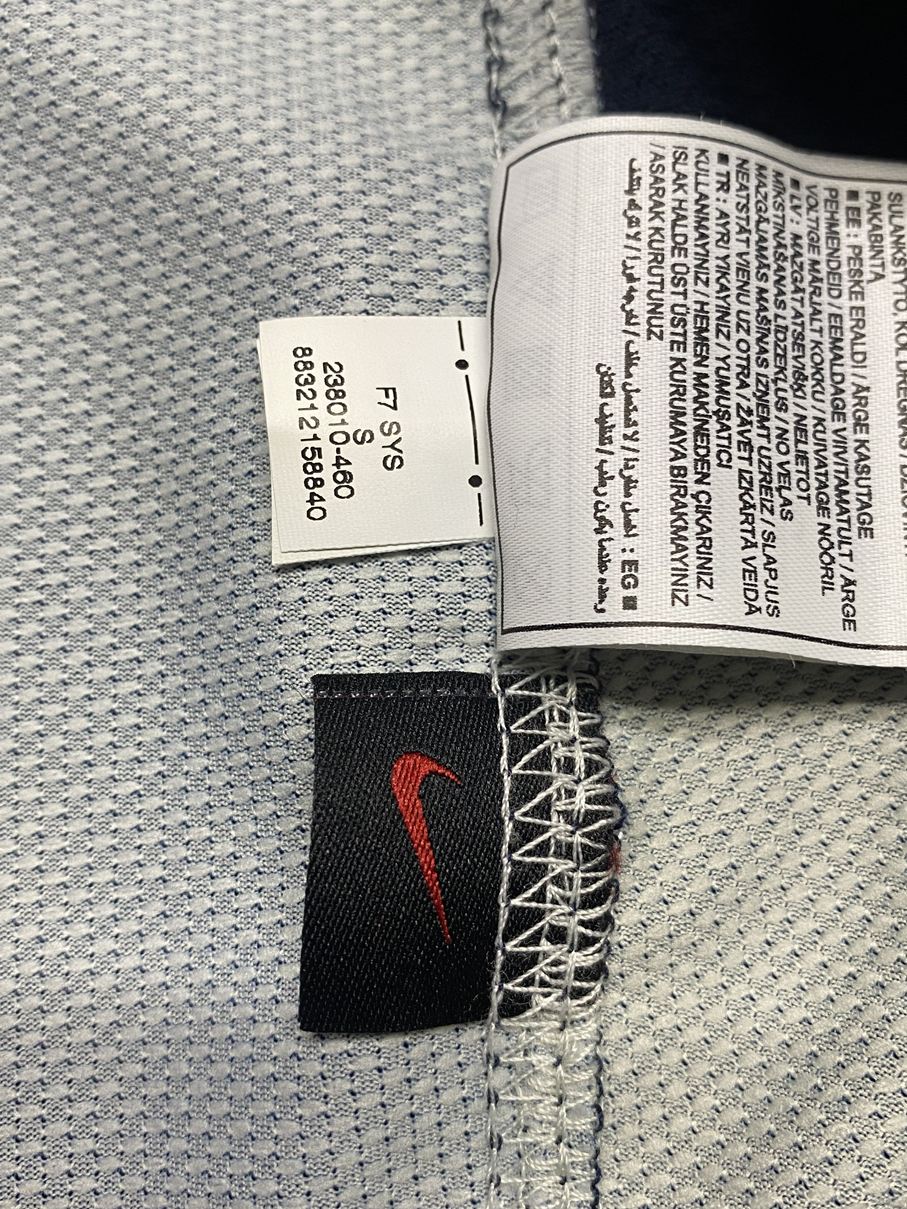 F7 SYS
S
238010-460
883212158840
SULANKSTYTO, KOL DRĖGNAS / DŽIOVINTI
PAKABINTA
■ EE : PESKE ERALDI / ÄRGE KASUTAGE
PEHMENDEID / EEMALDAGE VIIVITAMATULT / ÄRGE
VOLTIGE MÄRJALT KOKKU / KUIVATAGE NÖÖRIL
■ LV : MAZGĀT ATSEVIŠĶI / NELIETOT
MĪKSTINĀŠANAS LĪDZEKĻUS / NO VEĻAS
MAZGĀJAMĀS MAŠĪNAS IZŅEMT UZREIZ / SLAPJUS
NEATSTĀT VIENU UZ OTRA / ŽĀVĒT IZKĀRTĀ VEIDĀ
■ TR : AYRI YIKAYINIZ / YUMUŞATICI
KULLANMAYINIZ / HEMEN MAKİNEDEN ÇIKARINIZ /
ISLAK HALDE ÜST ÜSTE KURUMAYA BIRAKMAYINIZ
/ ASARAK KURUTUNUZ
■ EG :